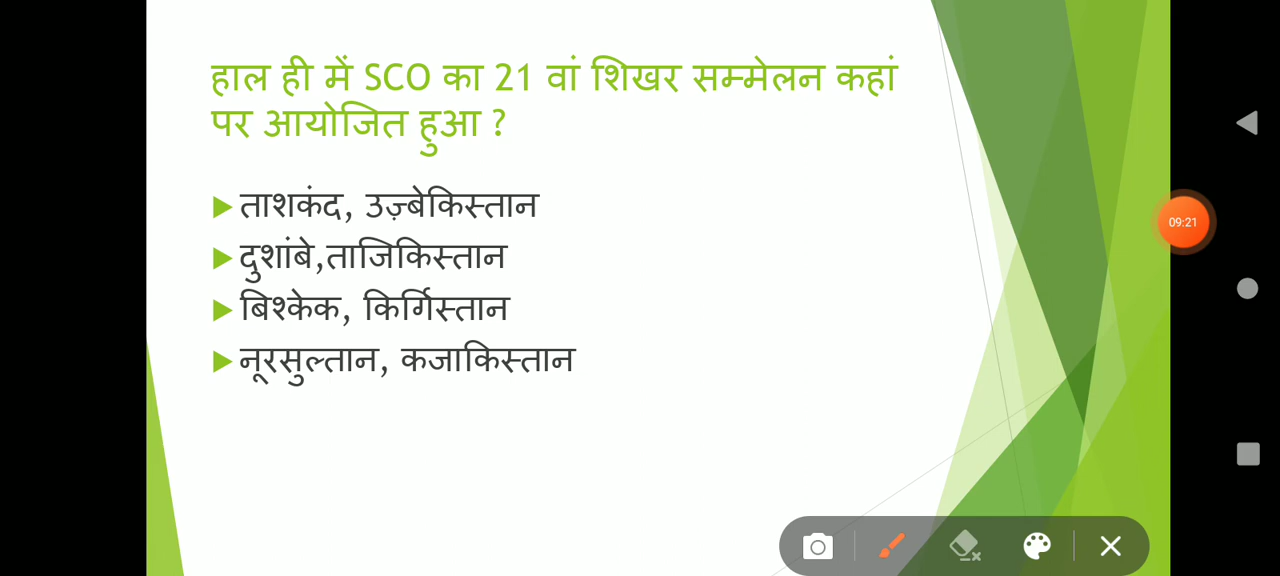 हाल ही में SCO का 21 वां शिखर सम्मेलन कहां
पर आयोजित हुआ ?
ताशकंद, उज़्बेकिस्तान
दुशांबे,ताजिकिस्तान
बिश्केक, किर्गिस्तान
नूरसुल्तान, कजाकिस्तान
09:21